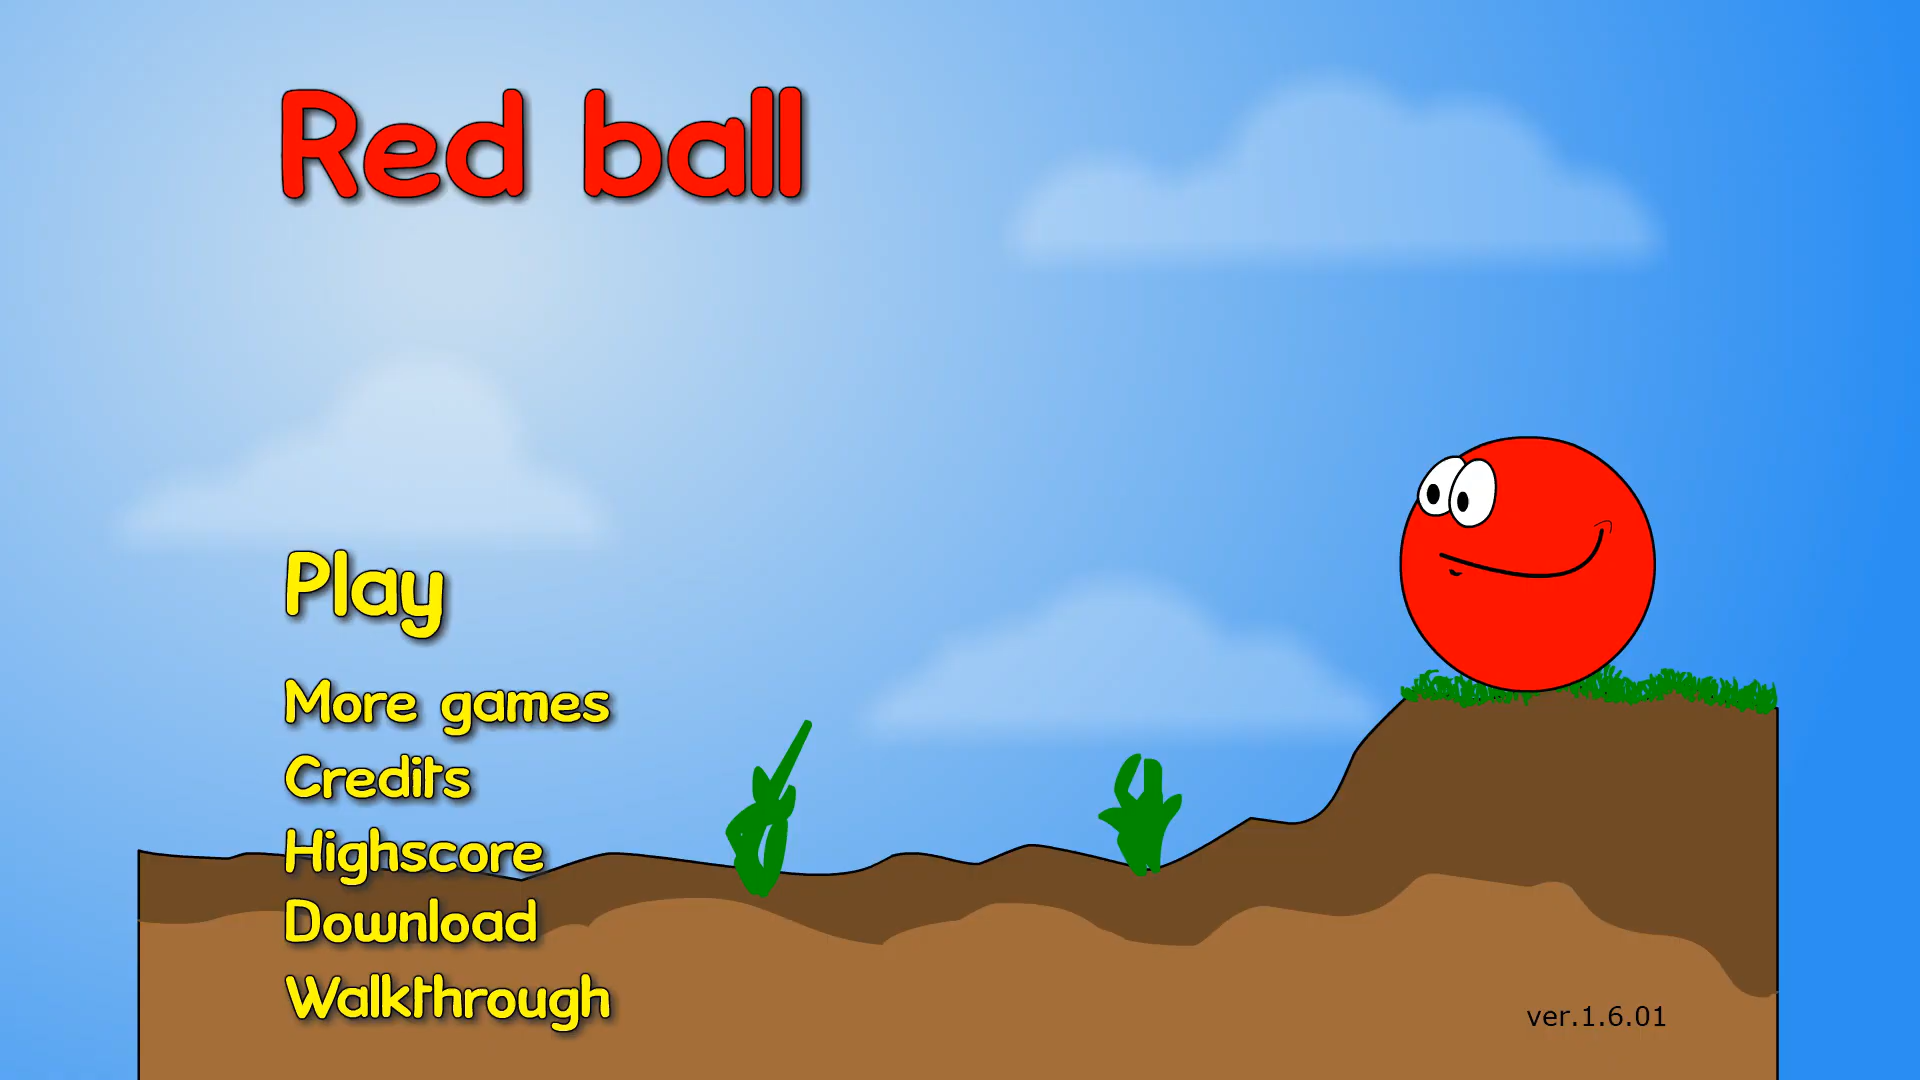 Red ball
Play
More games
Credits
Highscore
Download
Walkthrough
ver.1.6.01